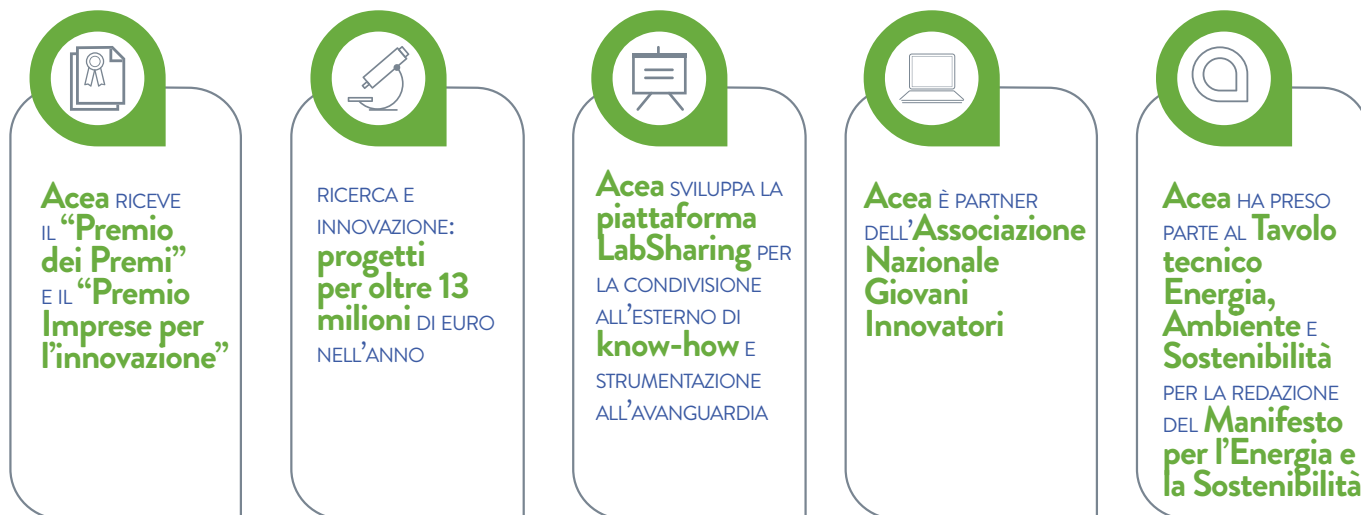 Acea RICEVE
IL “Premio
dei Premi”
E IL “Premio
Imprese per
l’innovazione”
RICERCA E
INNOVAZIONE:
progetti
per oltre 13
milioni DI EURO
NELL’ANNO
Acea SVILUPPA LA
piattaforma
LabSharing PER
LA CONDIVISIONE
ALL’ESTERNO DI
know-how E
STRUMENTAZIONE
ALL’AVANGUARDIA
Acea È PARTNER
DELL’Associazione
Nazionale
Giovani
Innovatori
Acea HA PRESO
PARTE AL Tavolo
tecnico
Energia,
Ambiente E
Sostenibilità
PER LA REDAZIONE
DEL Manifesto
per l’Energia e
la Sostenibilità